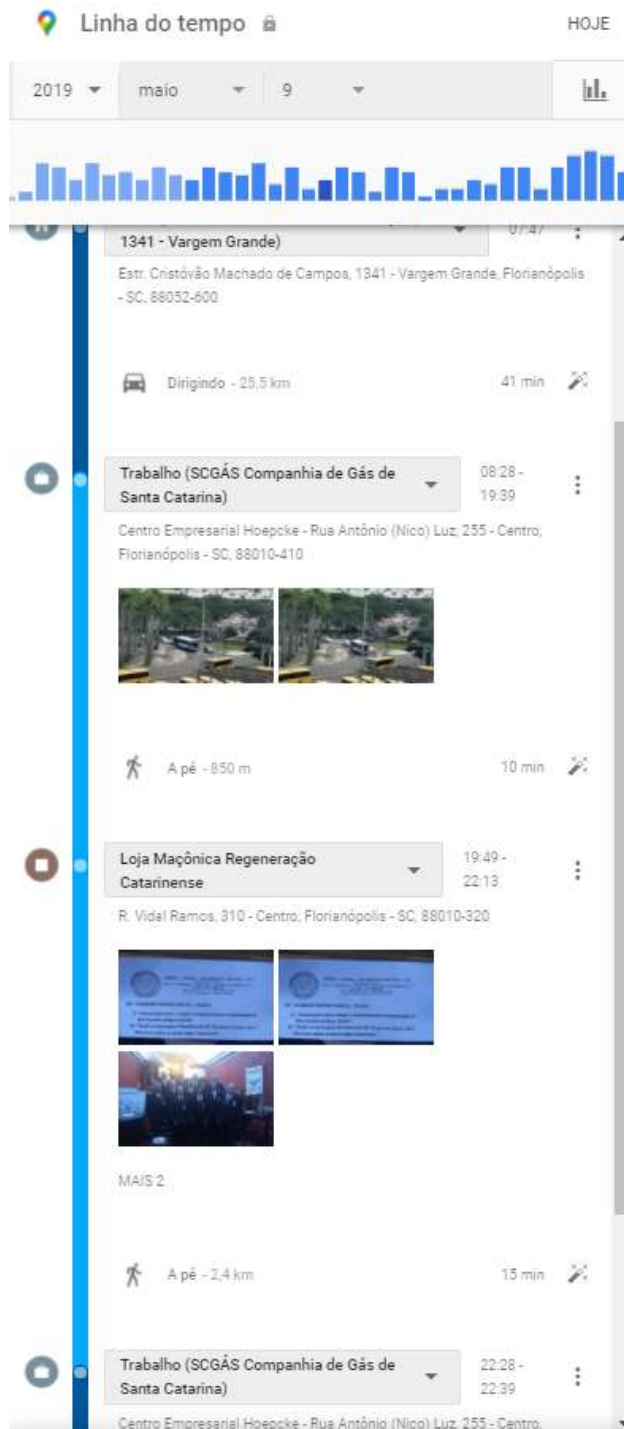 Linha do tempo
HOJE
2019
maio
9
07:47
1341 - Vargem Grande)
Estr. Cristóvão Machado de Campos, 1341 - Vargem Grande, Florianópolis
- SC, 88052-600
Dirigindo - 25,5 km
41 min
Trabalho (SCGÁS Companhia de Gás de
Santa Catarina)
08:28 -
19:39
Centro Empresarial Hoepcke - Rua Antônio (Nico) Luz, 255 - Centro,
Florianópolis - SC, 88010-410
A pé - 850 m
10 min
Loja Maçônica Regeneração
Catarinense
19:49 -
22:13
R. Vidal Ramos, 310 - Centro, Florianópolis - SC, 88010-320
MAIS 2
A pé - 2,4 km
15 min
Trabalho (SCGÁS Companhia de Gás de
Santa Catarina)
22:28 -
22:39
Centro Empresarial Hoepcke - Rua Antônio (Nico) Luz, 255 - Centro,